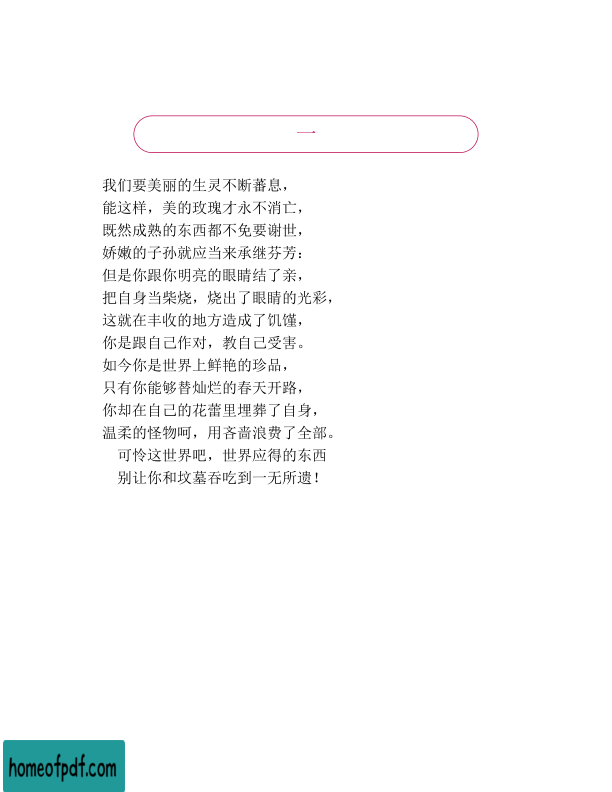 一
我们要美丽的生灵不断蕃息，
能这样，美的玫瑰才永不消亡，
既然成熟的东西都不免要谢世，
娇嫩的子孙就应当来承继芬芳：
但是你跟你明亮的眼睛结了亲，
把自身当柴烧，烧出了眼睛的光彩，
这就在丰收的地方造成了饥馑，
你是跟自己作对，教自己受害。
如今你是世界上鲜艳的珍品，
只有你能够替灿烂的春天开路，
你却在自己的花蕾里埋葬了自身，
温柔的怪物呵，用吝啬浪费了全部。
可怜这世界吧，世界应得的东西
别让你和坟墓吞吃到一无所遗！
homeofpdf.com